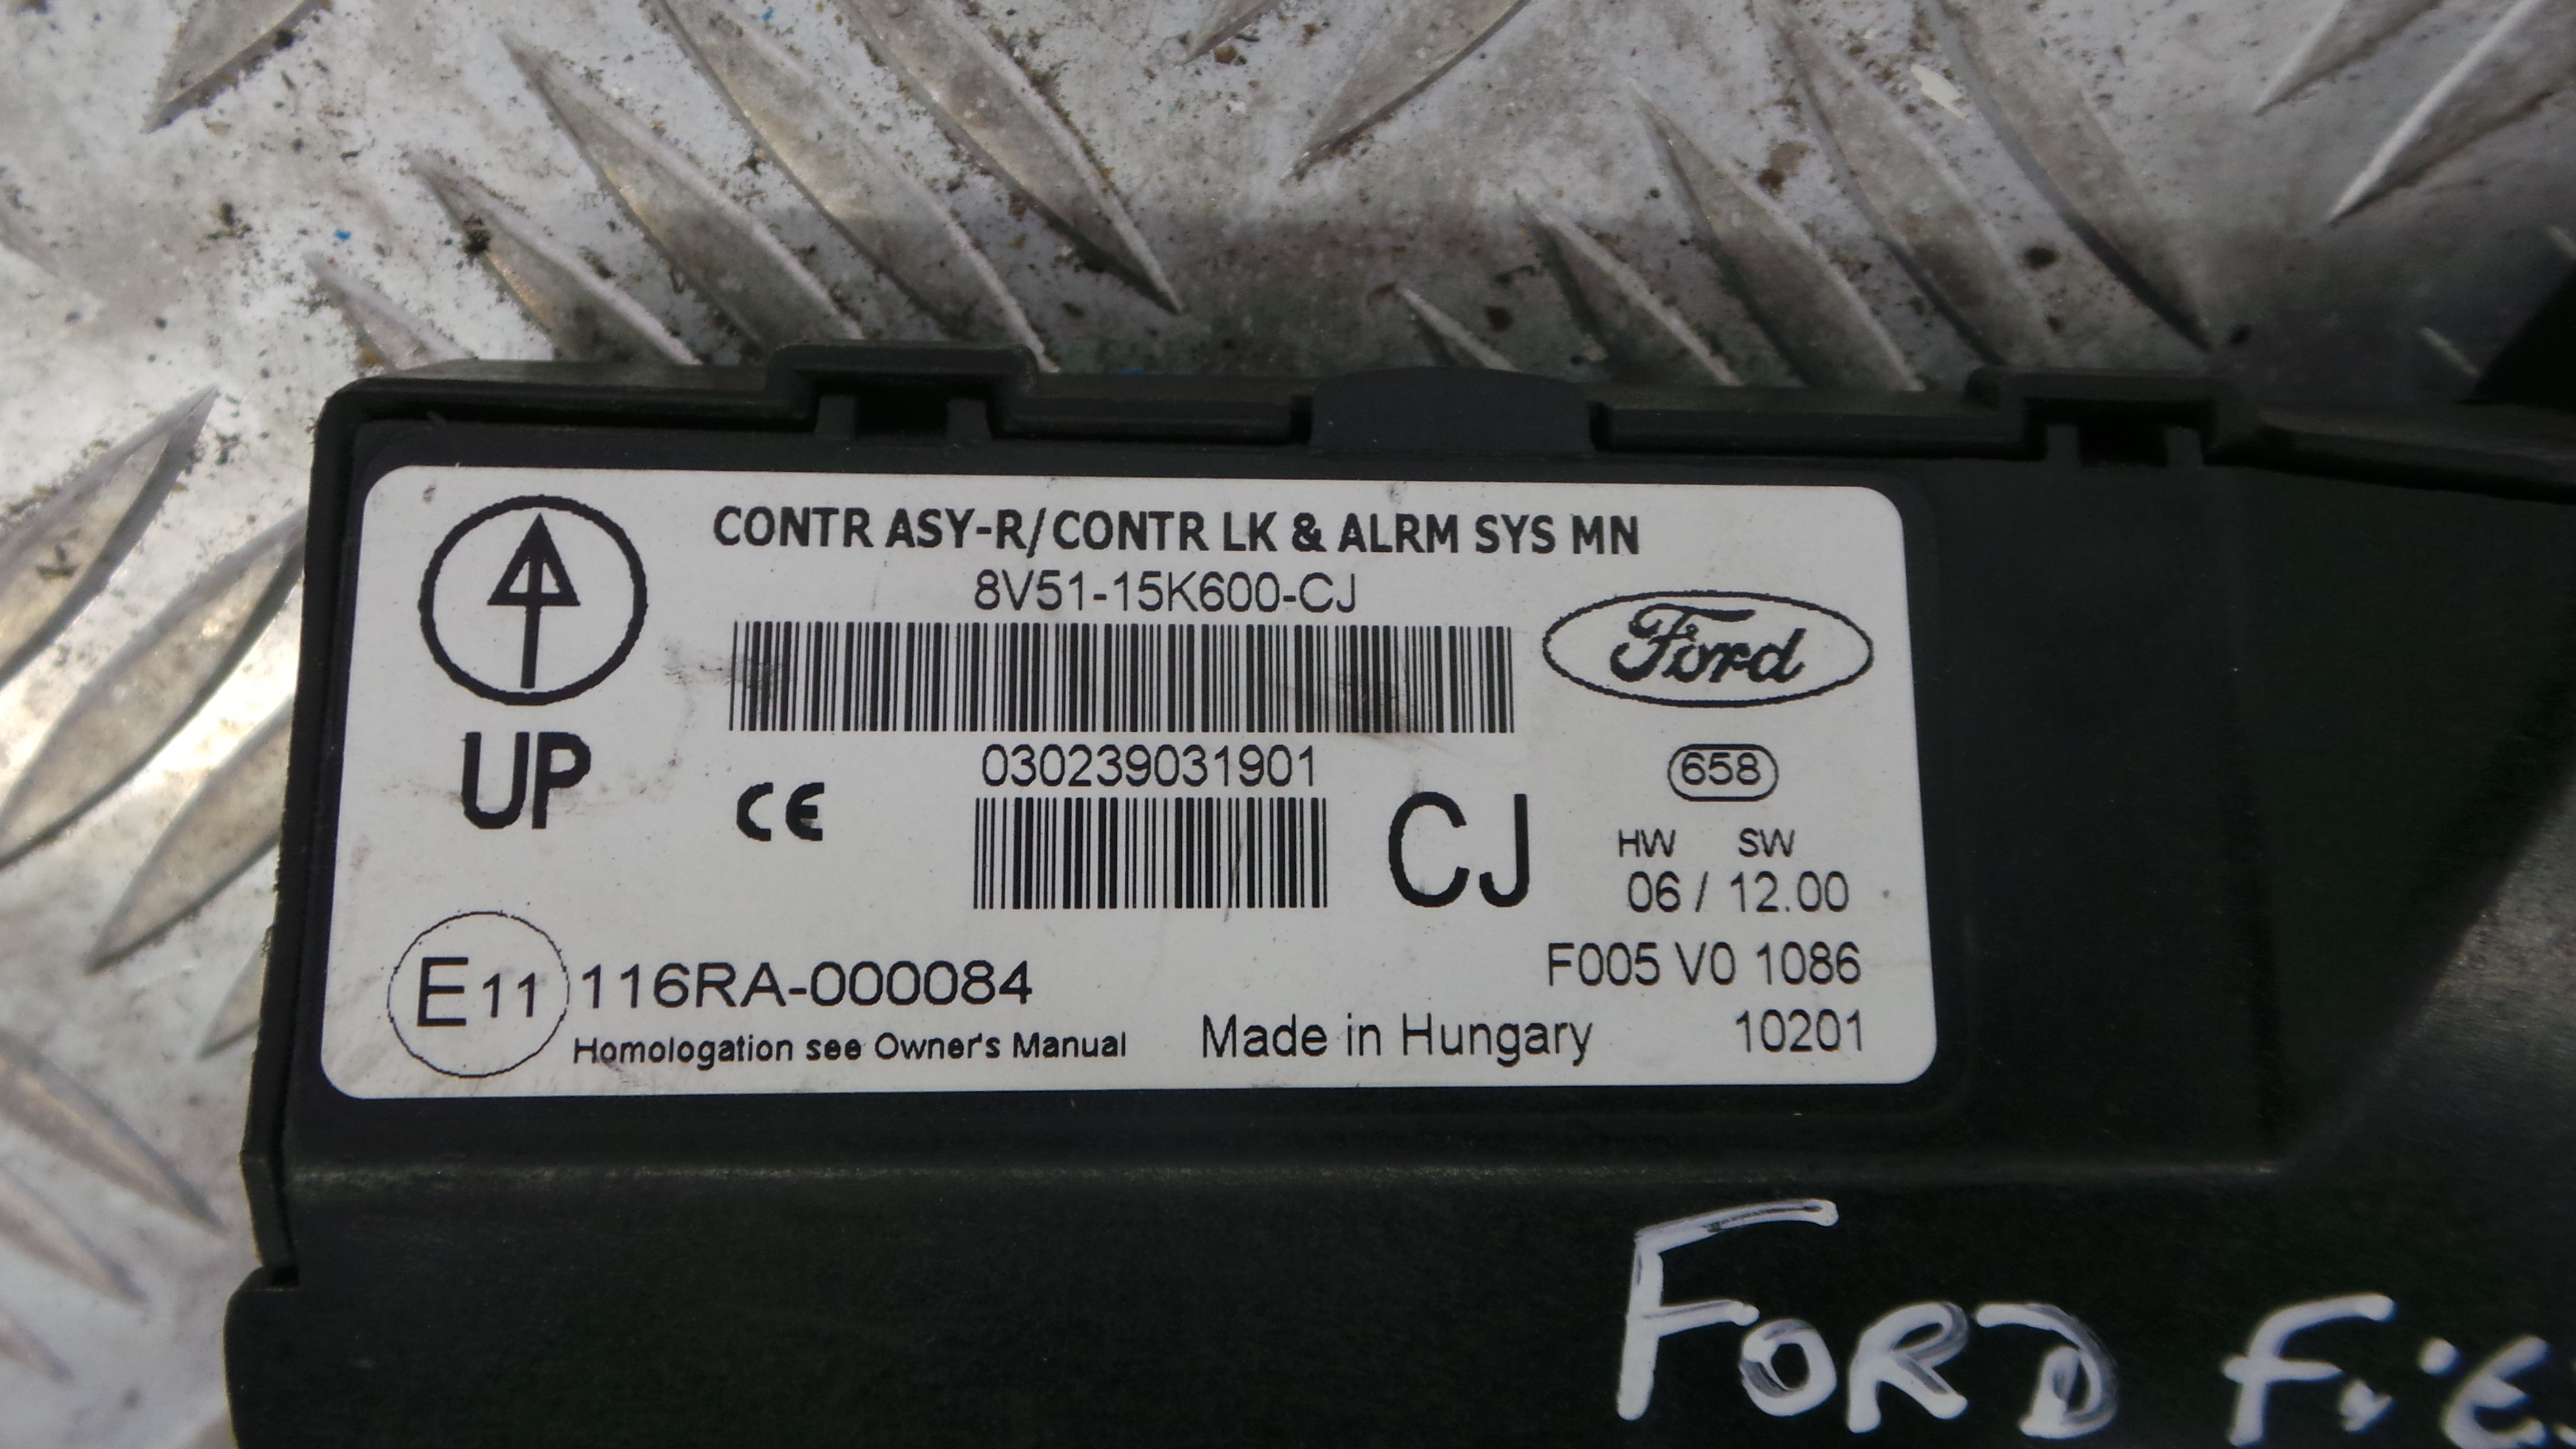 CONTR ASY-R/CONTR LK & ALRM SYS MN
8V51-15K600-CJ
Ford
UP
030239031901
CE
CJ
658
HW SW
06 / 12.00
E11 116RA-000084
F005 V0 1086
Homologation see Owner's Manual
Made in Hungary
10201
FORD